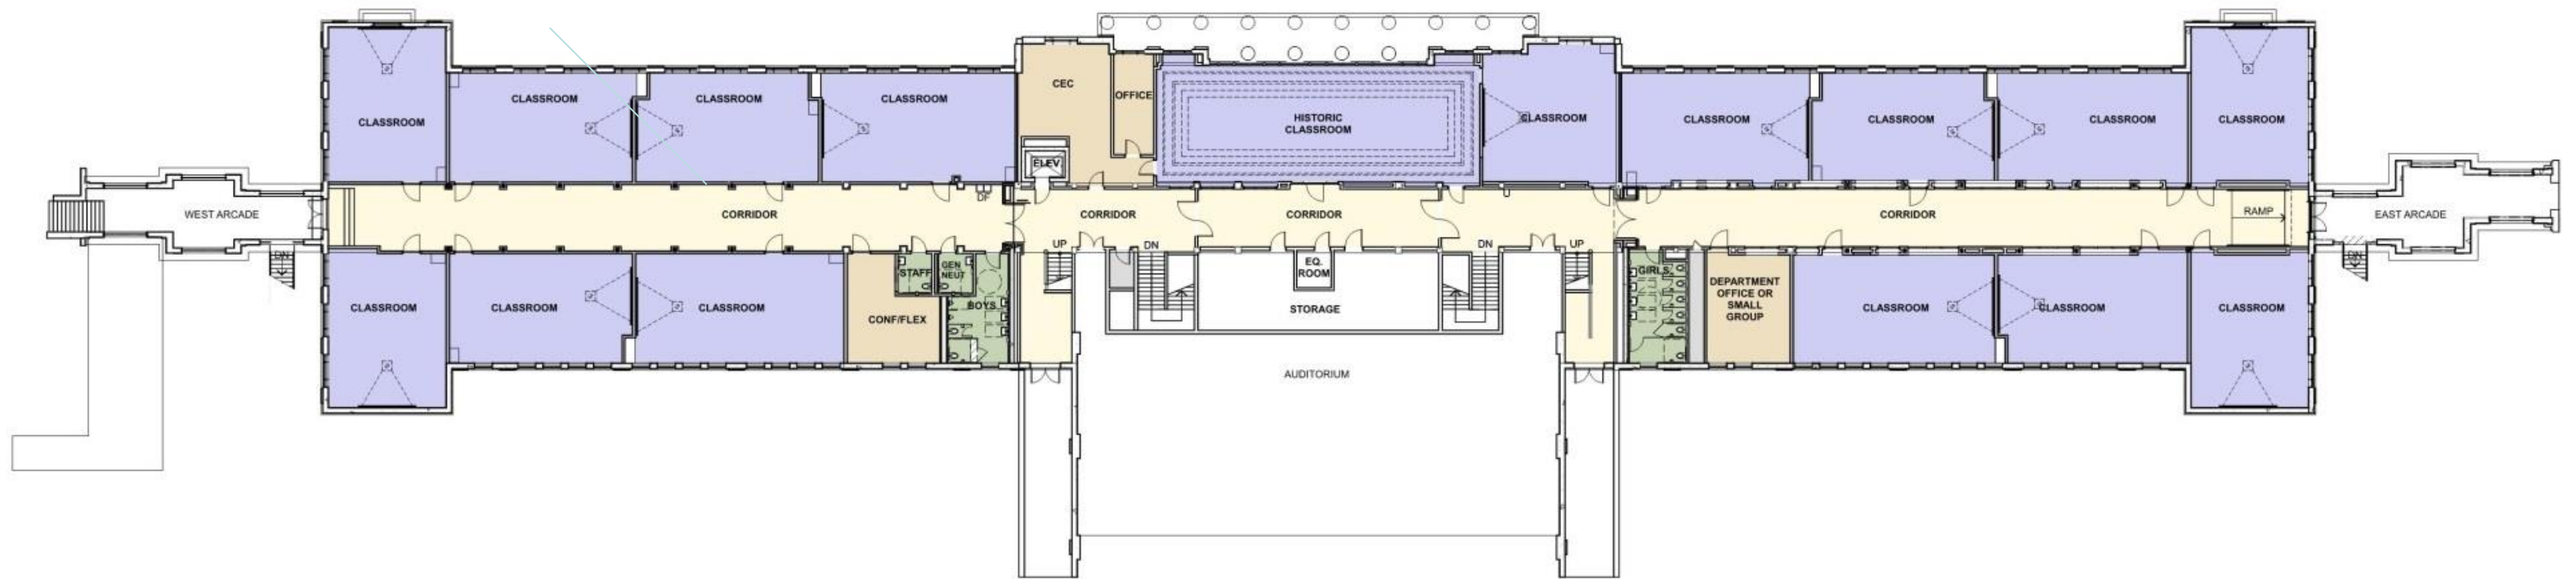 CEC
OFFICE
CLASSROOM
CLASSROOM
CLASSROOM
CLASSROOM
HISTORIC
CLASSROOM
CLASSROOM
CLASSROOM
CLASSROOM
CLASSROOM
CLASSROOM
ELEV
WEST ARCADE
CORRIDOR
DF
CORRIDOR
CORRIDOR
CORRIDOR
RAMP
EAST ARCADE
UP
DN
DN
UP
DN
DN
STAFF
GEN
NEUT
EQ.
ROOM
GIRLS
CLASSROOM
CLASSROOM
CLASSROOM
CONF/FLEX
BOYS
STORAGE
DEPARTMENT
OFFICE OR
SMALL
GROUP
CLASSROOM
CLASSROOM
CLASSROOM
AUDITORIUM